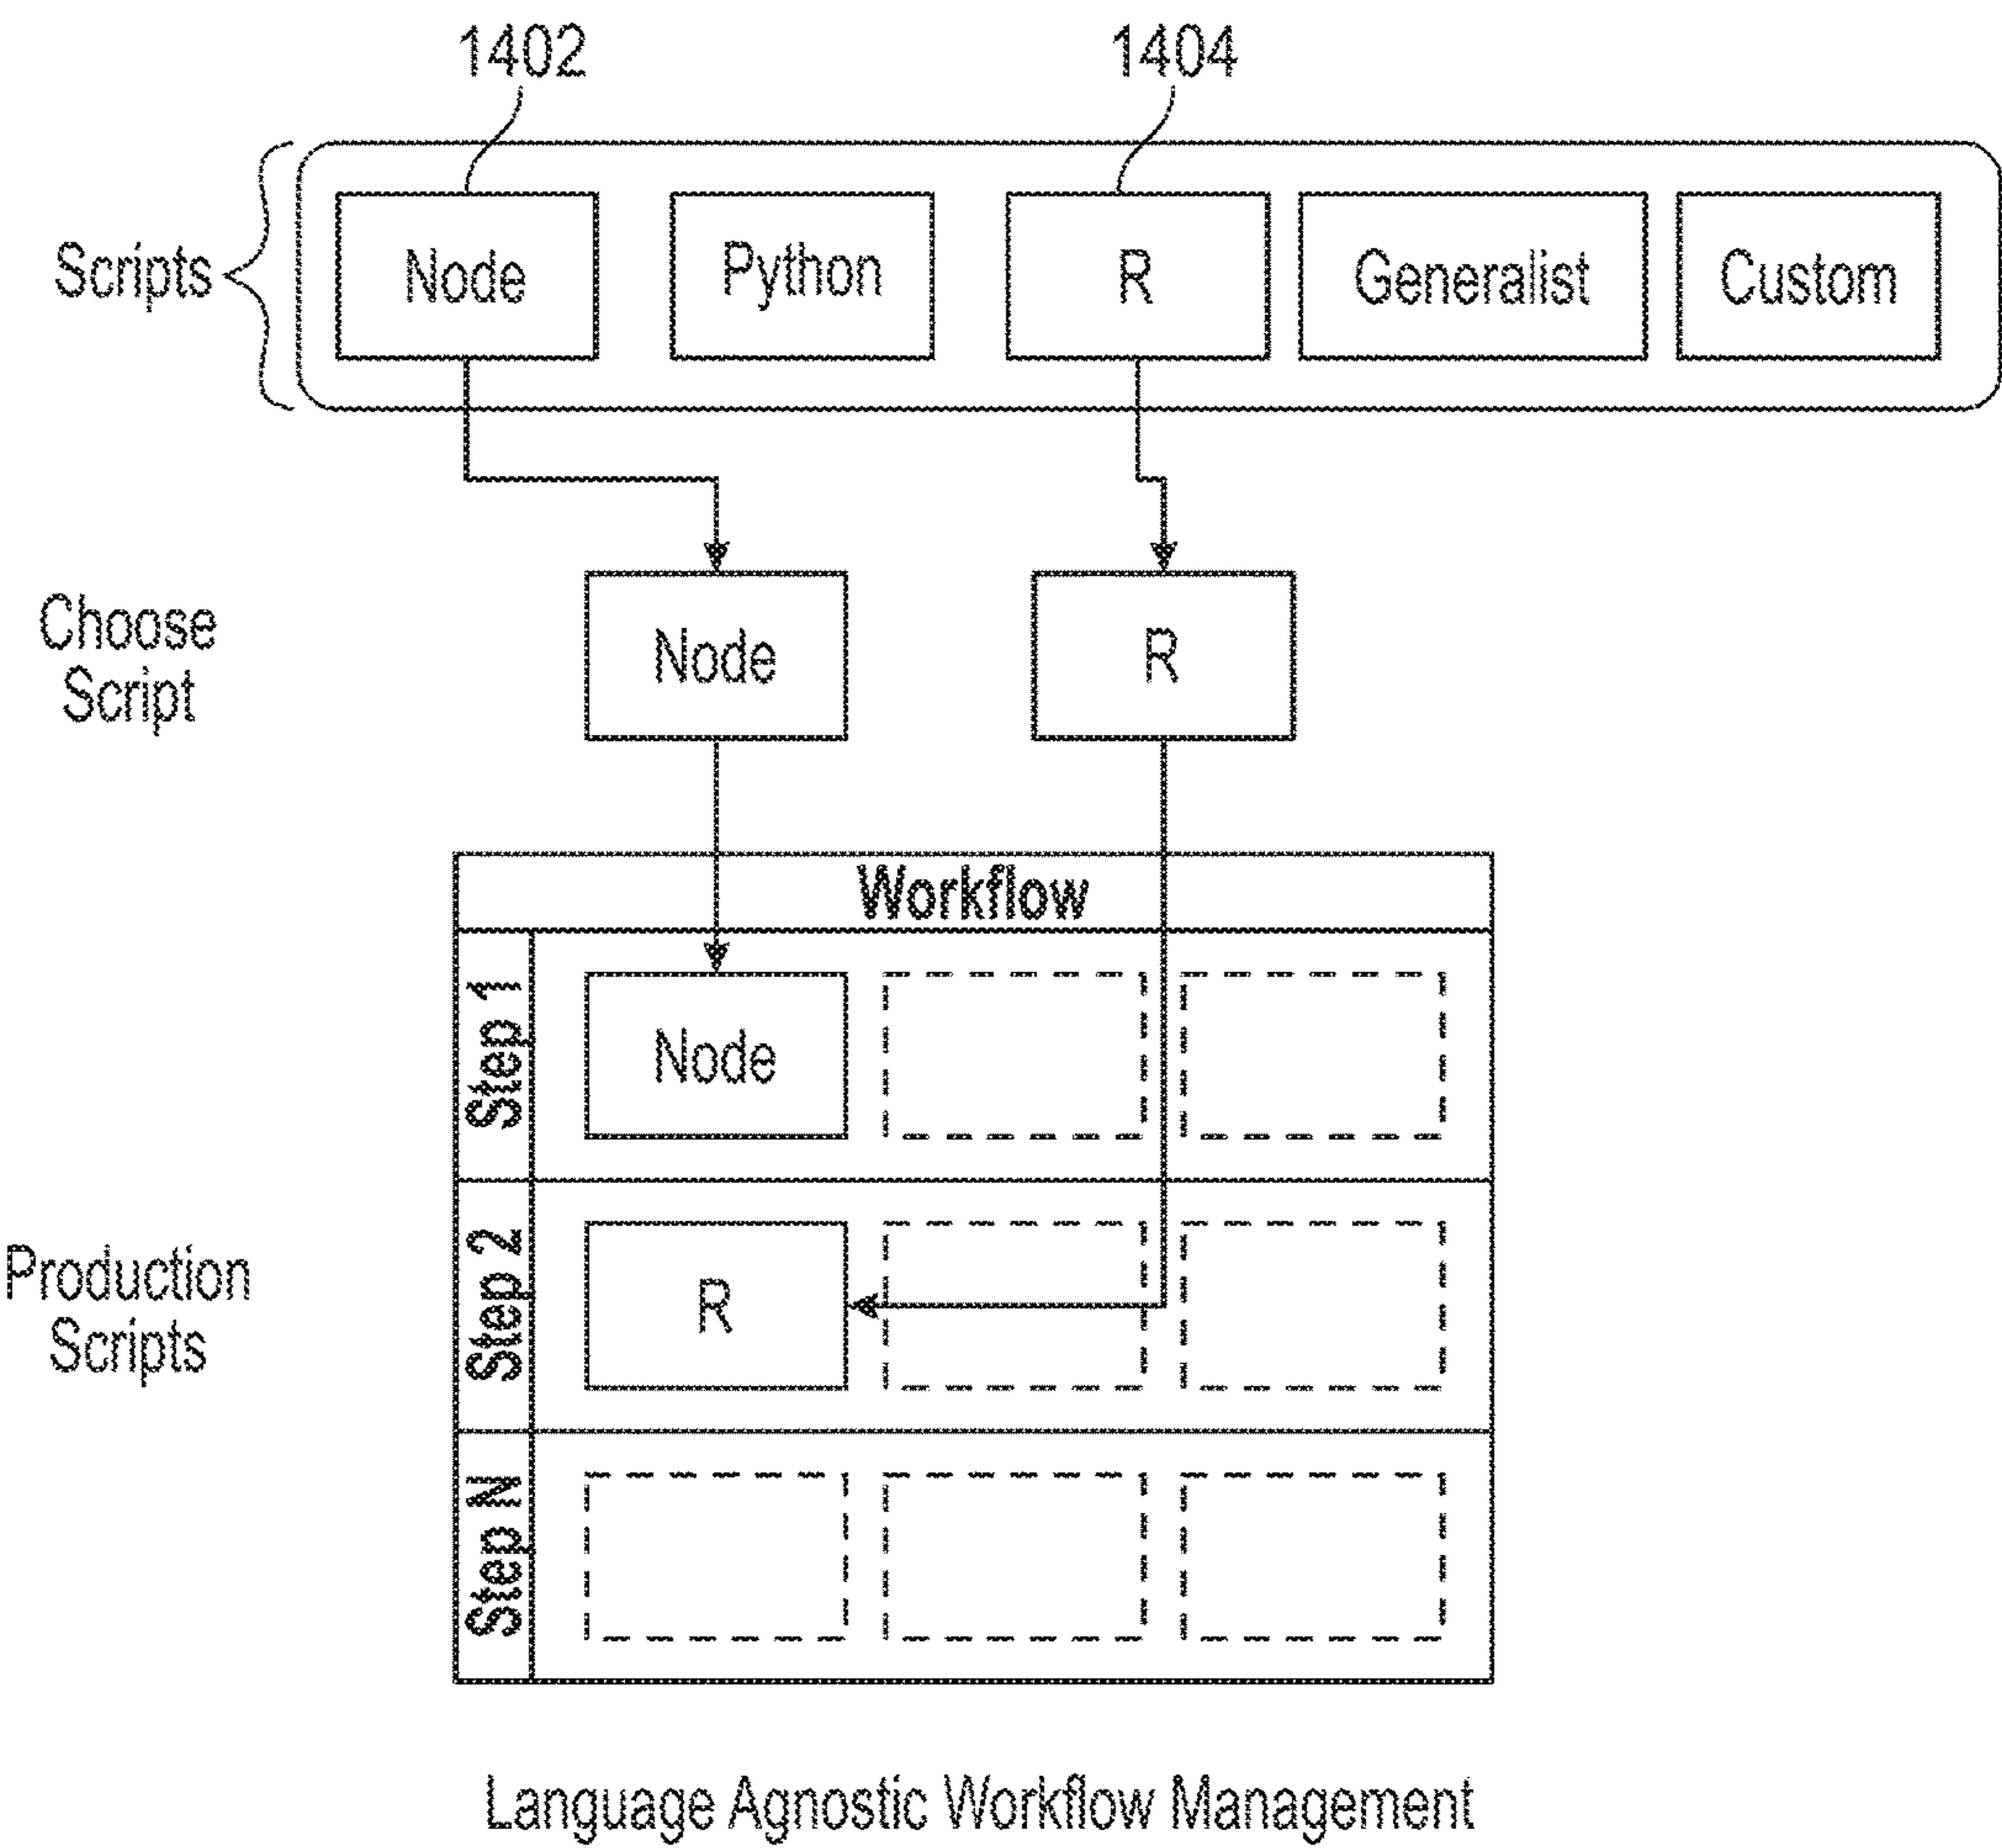 1402
1404
Scripts
Node
Python
R
Generalist
Custom
Choose
Script
Node
R
Workflow
Step 1
Node
Production
Scripts
Step 2
R
Step N
Language Agnostic Workflow Management